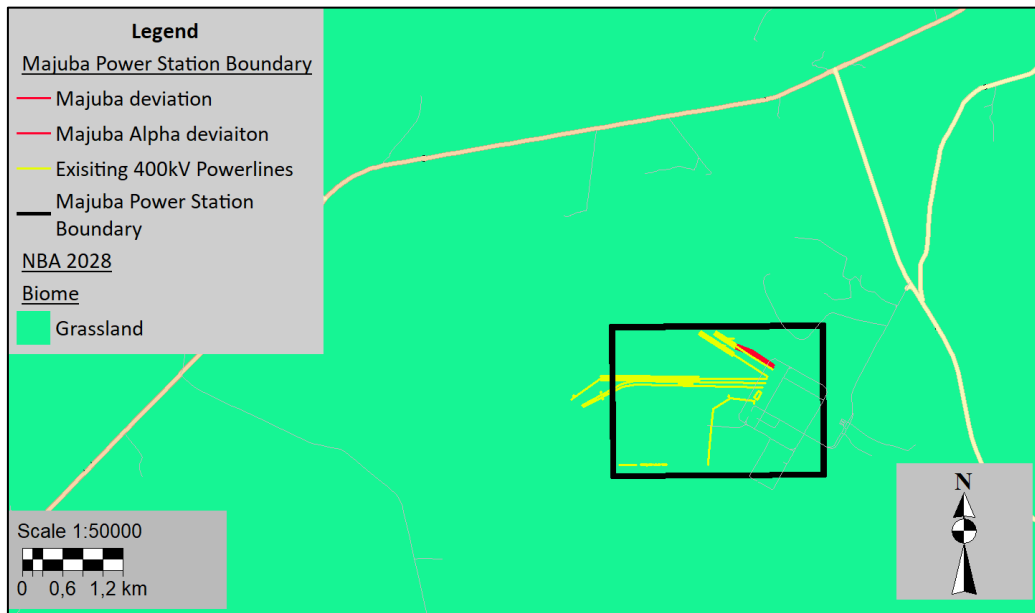 Legend
Majuba Power Station Boundary
Majuba deviation
Majuba Alpha deviaiton
Exisiting 400kV Powerlines
Majuba Power Station
Boundary
NBA 2028
Biome
Grassland
Scale 1:50000
0 0,6 1,2 km
N